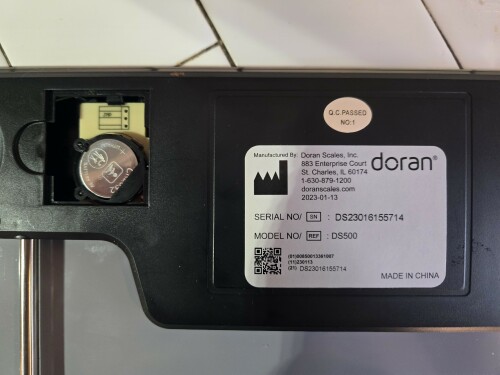 Q.C.PASSED
NO:1
Manufactured By: Doran Scales, Inc.
883 Enterprise Court
St. Charles, IL 60174
1-630-879-1200
doranscales.com
2023-01-13
doran®
SERIAL NO/ SN : DS23016155714
MODEL NO/ REF : DS500
(11)230113
(21) DS23016155714
MADE IN CHINA